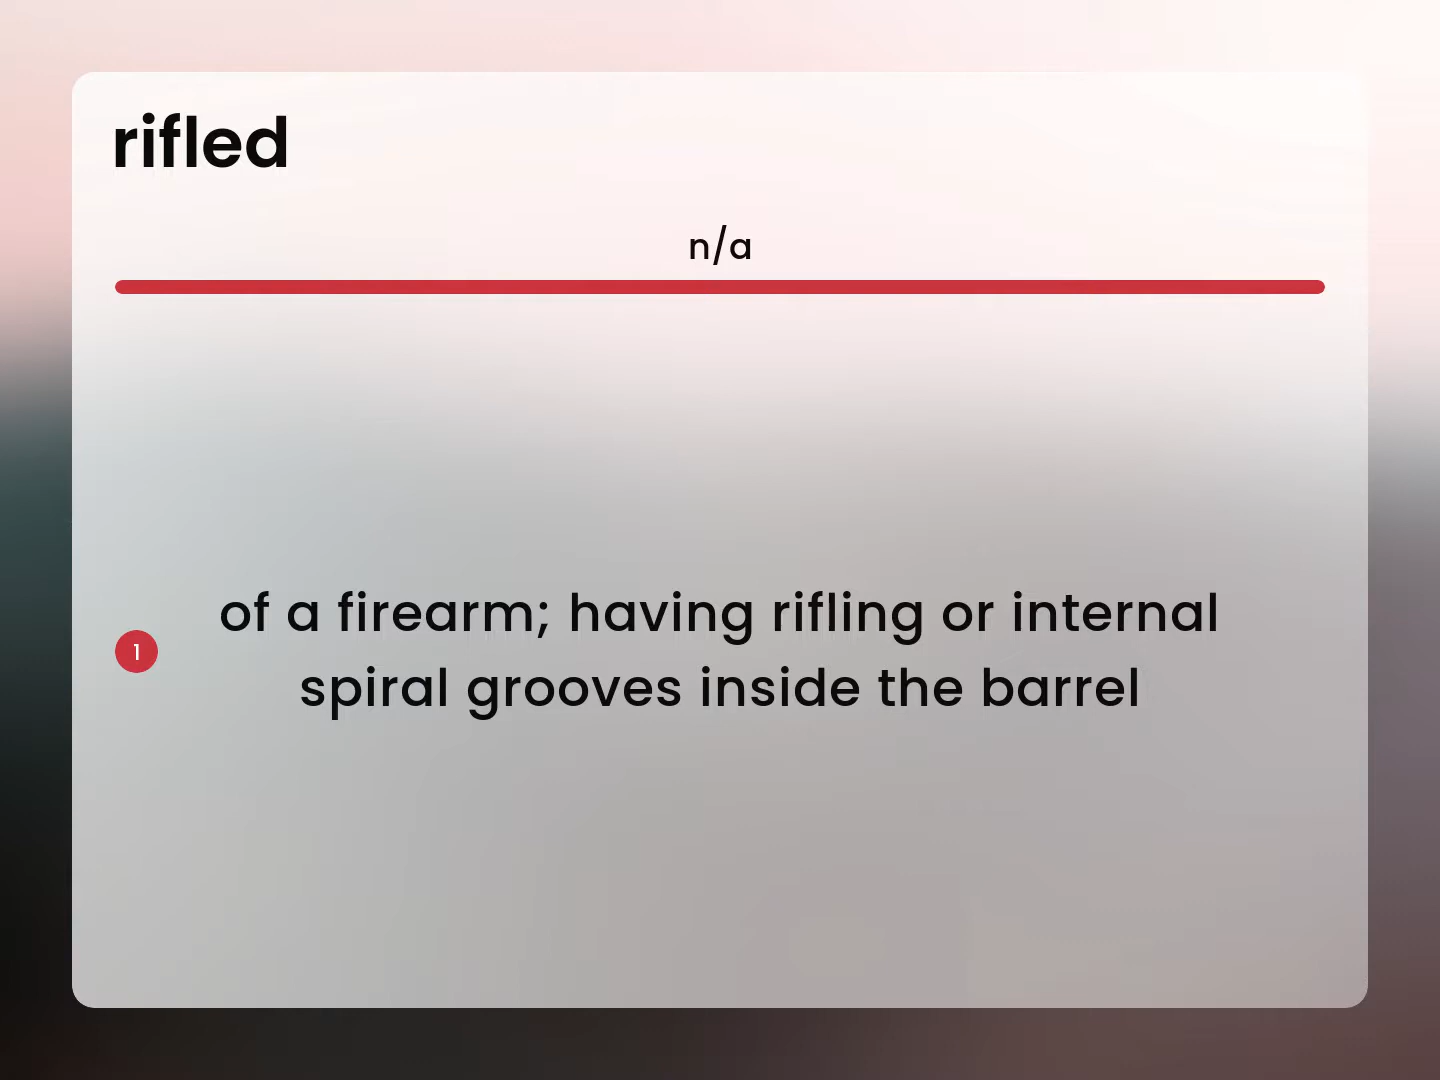 rifled
n/a
1
of a firearm; having rifling or internal
spiral grooves inside the barrel